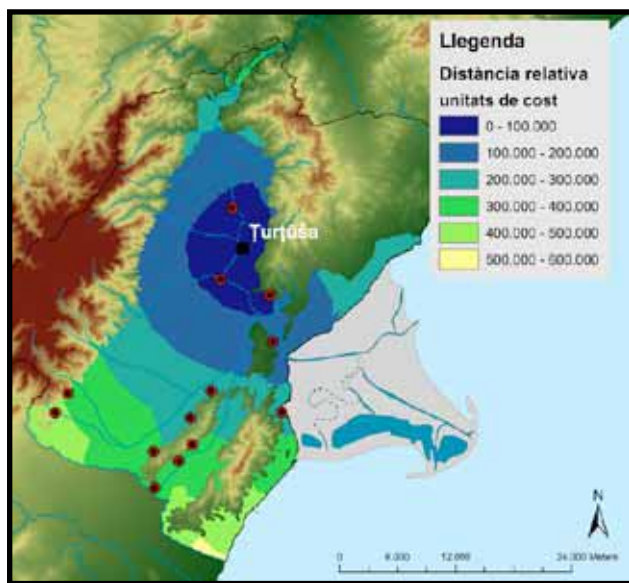 Llegenda
Distància relativa
unitats de cost
0 - 100.000
100.000 - 200.000
200.000 - 300.000
300.000 - 400.000
400.000 - 500.000
500.000 - 600.000
Ṭurṭūša
N
0 6.000 12.000 24.000 Meters